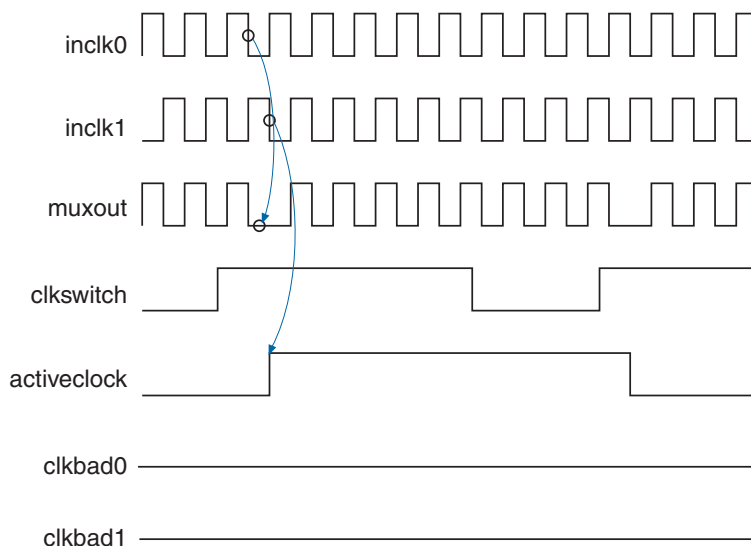 inclk0
inclk1
muxout
clkswitch
activeclock
clkbad0
clkbad1